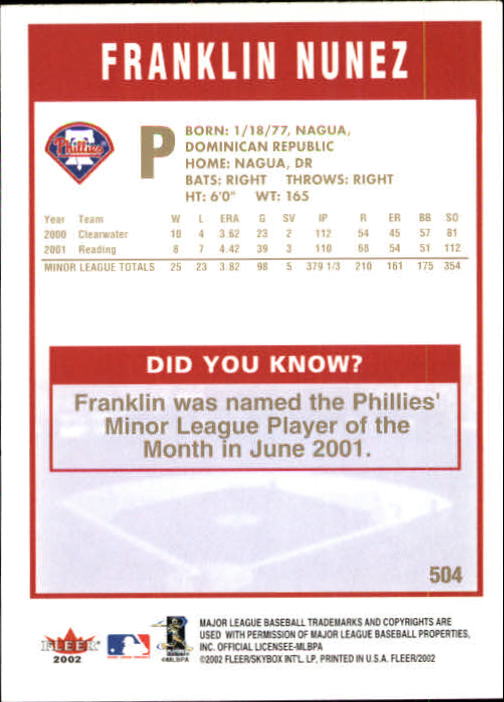 FRANKLIN NUNEZ
Phillies
P
BORN: 1/18/77, NAGUA,
DOMINICAN REPUBLIC
HOME: NAGUA, DR
BATS: RIGHT THROWS: RIGHT
HT: 6'0" WT: 165
Year Team W L ERA G SV IP R ER BB SO
2000 Clearwater 10 4 3.62 23 2 112 54 45 57 81
2001 Reading 8 7 4.42 39 3 110 68 54 51 112
MINOR LEAGUE TOTALS 25 23 3.82 98 5 379 1/3 210 161 175 354
DID YOU KNOW?
Franklin was named the Phillies'
Minor League Player of the
Month in June 2001.
504
FLEER
2002
©MLBPA
MAJOR LEAGUE BASEBALL TRADEMARKS AND COPYRIGHTS ARE
USED WITH PERMISSION OF MAJOR LEAGUE BASEBALL PROPERTIES,
INC. OFFICIAL LICENSEE-MLBPA
©2002 FLEER/SKYBOX INT'L. LP, PRINTED IN U.S.A. FLEER/2002